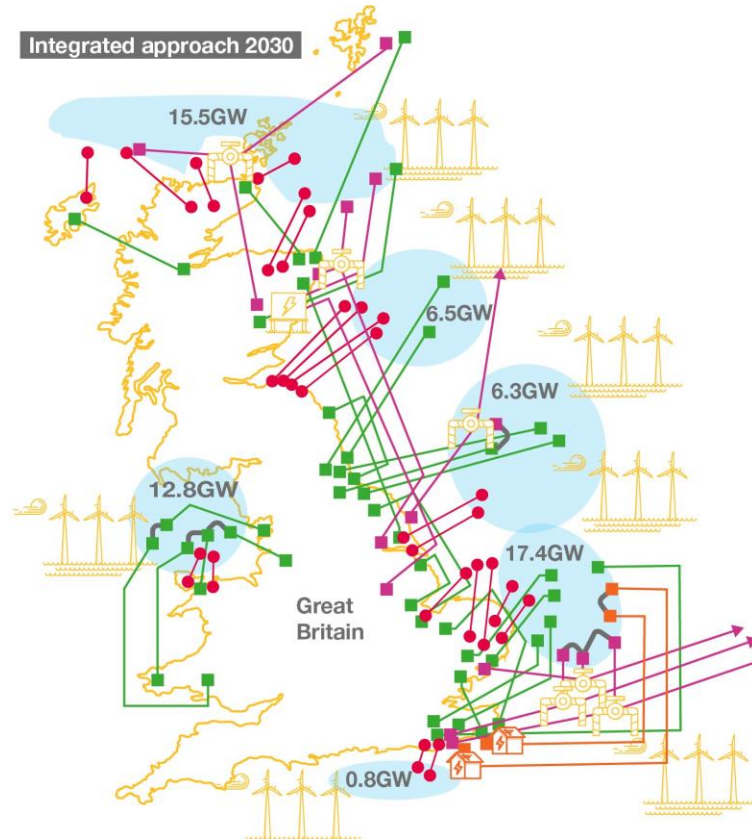 Integrated approach 2030
15.5GW
6.5GW
6.3GW
12.8GW
17.4GW
Great
Britain
0.8GW